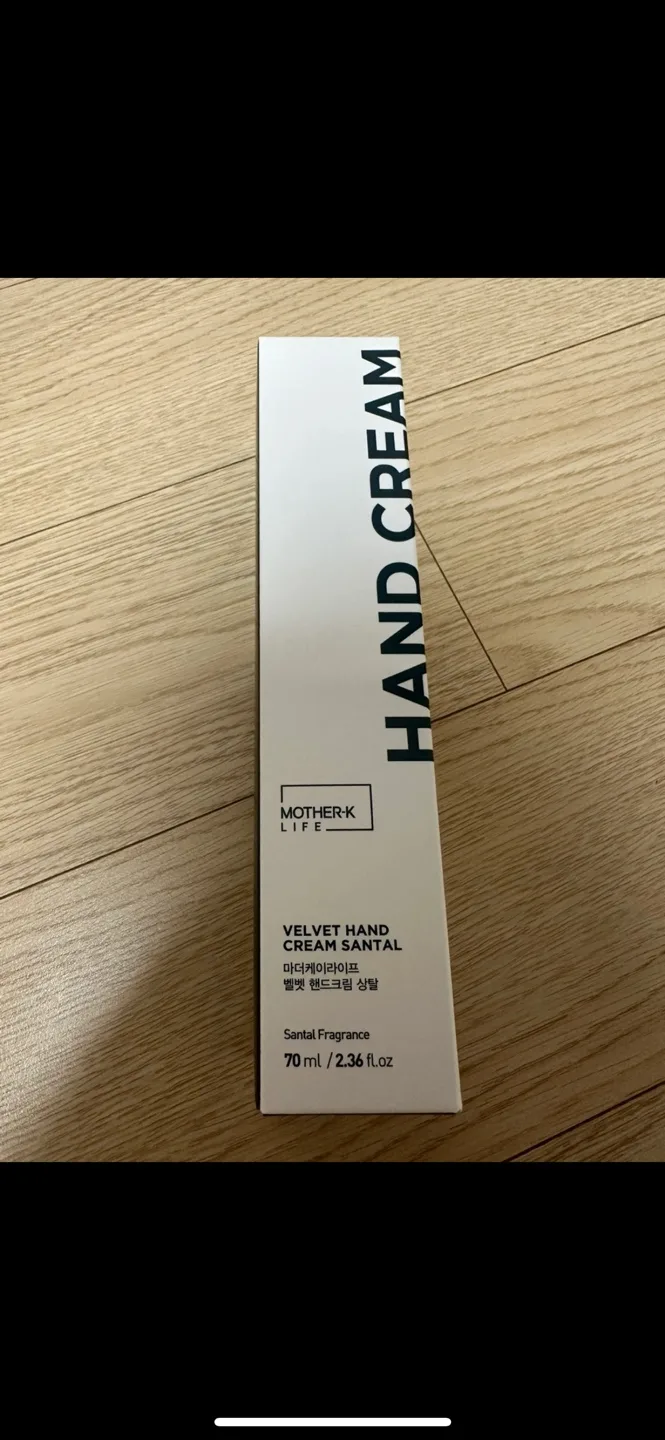 HAND CREAM
MOTHER-K
LIFE
VELVET HAND
CREAM SANTAL
마더케이라이프
벨벳 핸드크림 상탈
Santal Fragrance
70 ml / 2.36 fl.oz